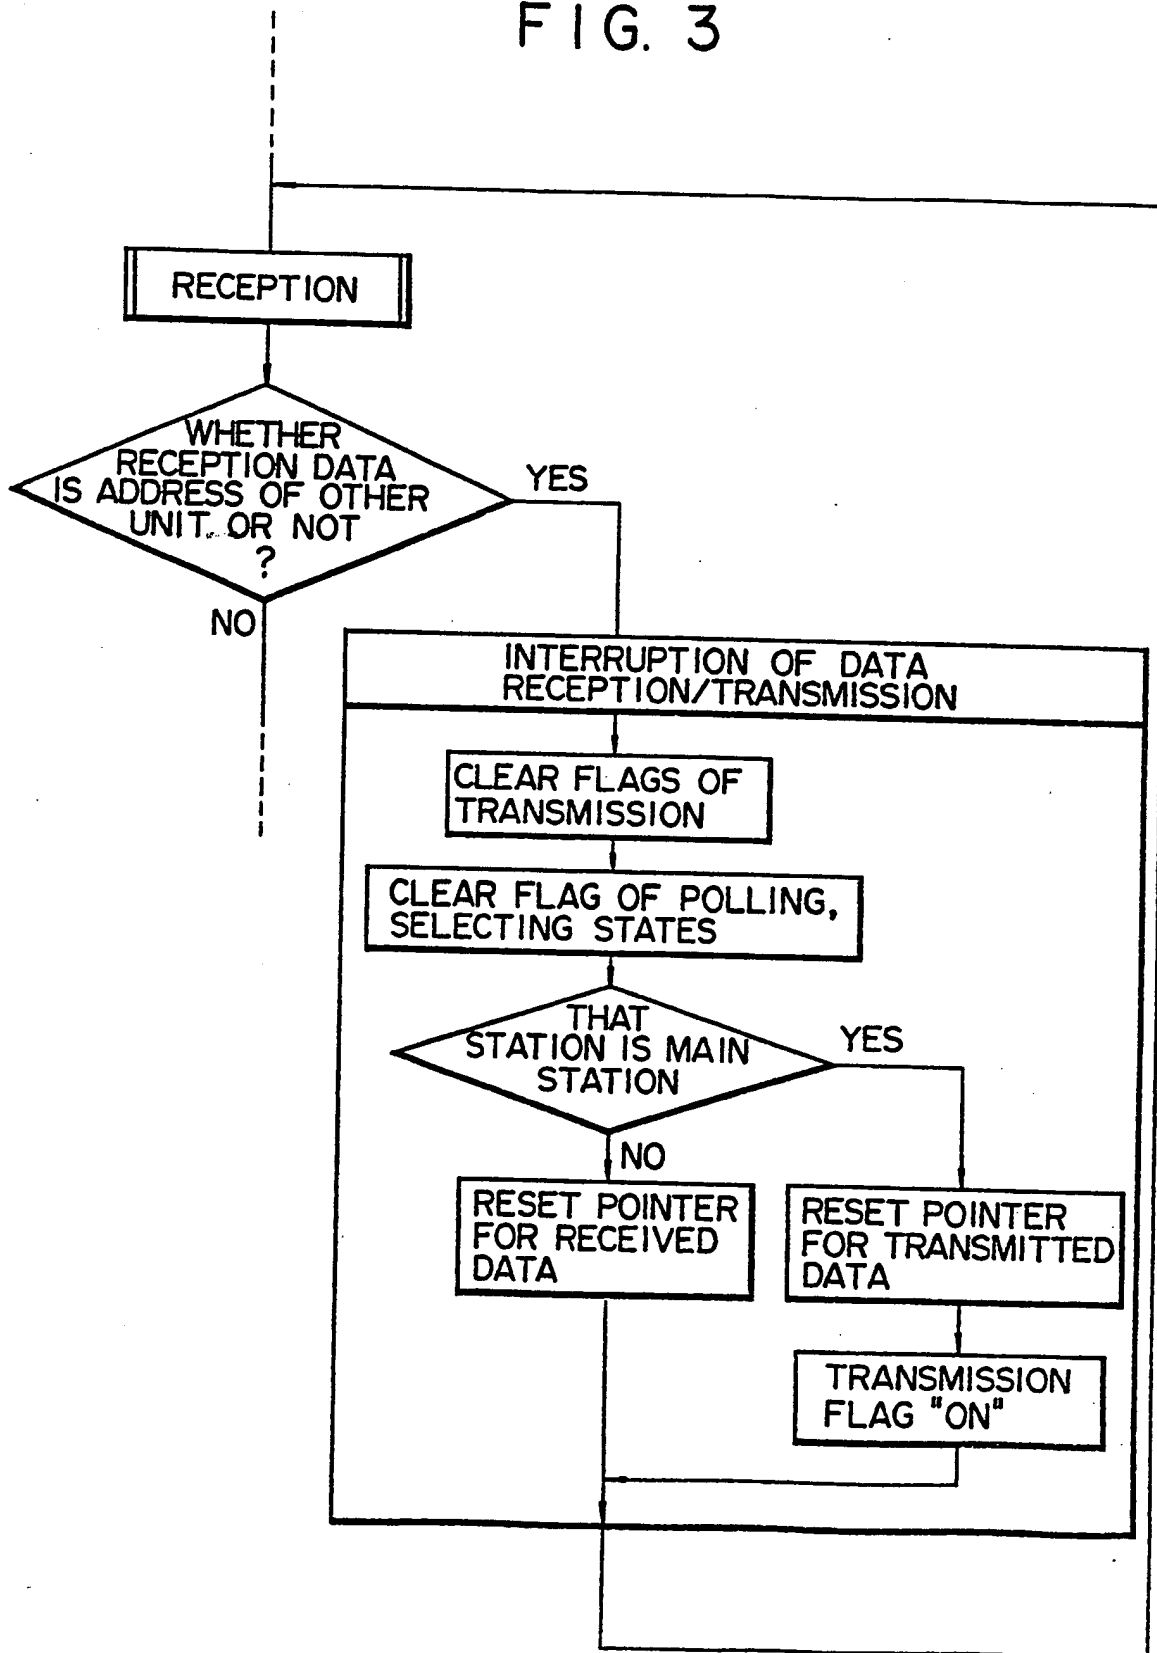 FIG. 3
RECEPTION
WHETHER
RECEPTION DATA
IS ADDRESS OF OTHER
UNIT OR NOT
?
YES
NO
INTERRUPTION OF DATA
RECEPTION/TRANSMISSION
CLEAR FLAGS OF
TRANSMISSION
CLEAR FLAG OF POLLING,
SELECTING STATES
THAT
STATION IS MAIN
STATION
YES
NO
RESET POINTER
FOR RECEIVED
DATA
RESET POINTER
FOR TRANSMITTED
DATA
TRANSMISSION
FLAG "ON"